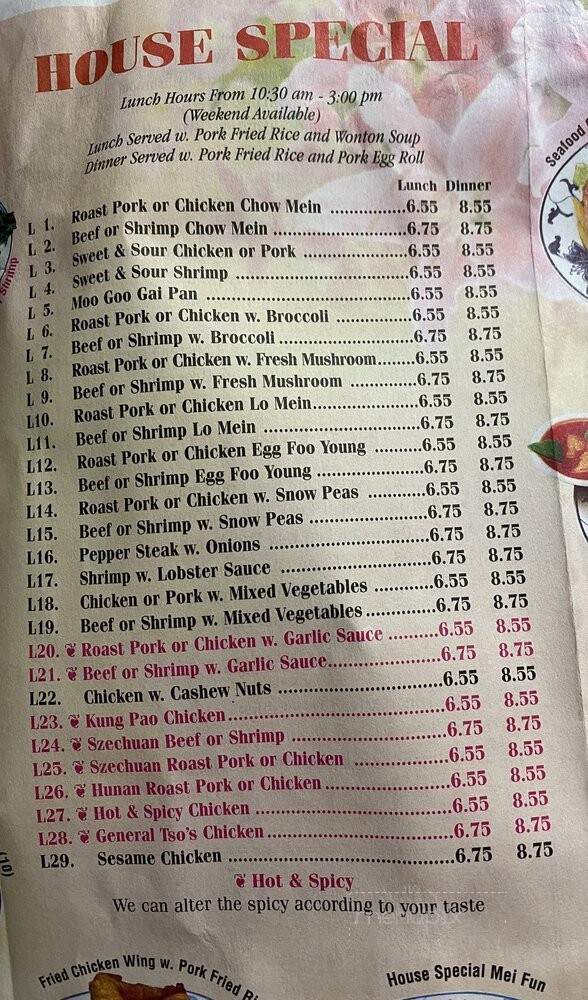 HOUSE SPECIAL
Lunch Hours From 10:30 am - 3:00 pm
(Weekend Available)
Lunch Served w. Pork Fried Rice and Wonton Soup
Dinner Served w. Pork Fried Rice and Pork Egg Roll
Lunch Dinner
L 1. Roast Pork or Chicken Chow Mein ..................6.55 8.55
L 2. Beef or Shrimp Chow Mein ..................6.75 8.75
L 3. Sweet & Sour Chicken or Pork ..................6.55 8.55
L 4. Sweet & Sour Shrimp ..................6.55 8.55
L 5. Moo Goo Gai Pan ..................6.55 8.55
L 6. Roast Pork or Chicken w. Broccoli ..................6.55 8.55
L 7. Beef or Shrimp w. Broccoli ..................6.75 8.75
L 8. Roast Pork or Chicken w. Fresh Mushroom.......6.55 8.55
L 9. Beef or Shrimp w. Fresh Mushroom ..................6.75 8.75
L10. Roast Pork or Chicken Lo Mein..................6.55 8.55
L11. Beef or Shrimp Lo Mein ..................6.75 8.75
L12. Roast Pork or Chicken Egg Foo Young ..........6.55 8.55
L13. Beef or Shrimp Egg Foo Young ..................6.75 8.75
L14. Roast Pork or Chicken w. Snow Peas ..........6.55 8.55
L15. Beef or Shrimp w. Snow Peas ..................6.75 8.75
L16. Pepper Steak w. Onions ..................6.75 8.75
L17. Shrimp w. Lobster Sauce ..................6.75 8.75
L18. Chicken or Pork w. Mixed Vegetables ..........6.55 8.55
L19. Beef or Shrimp w. Mixed Vegetables ..........6.75 8.75
L20. Roast Pork or Chicken w. Garlic Sauce ..........6.55 8.55
L21. Beef or Shrimp w. Garlic Sauce..................6.75 8.75
L22. Chicken w. Cashew Nuts ..................6.55 8.55
L23. Kung Pao Chicken..................6.55 8.55
L24. Szechuan Beef or Shrimp ..................6.75 8.75
L25. Szechuan Roast Pork or Chicken ..................6.55 8.55
L26. Hunan Roast Pork or Chicken ..................6.55 8.55
L27. Hot & Spicy Chicken ..................6.55 8.55
L28. General Tso's Chicken..................6.75 8.75
L29. Sesame Chicken ..................6.75 8.75
Hot & Spicy
We can alter the spicy according to your taste
Fried Chicken Wing w. Pork Fried
House Special Mei Fun
Seafood
Shrimp
(10)